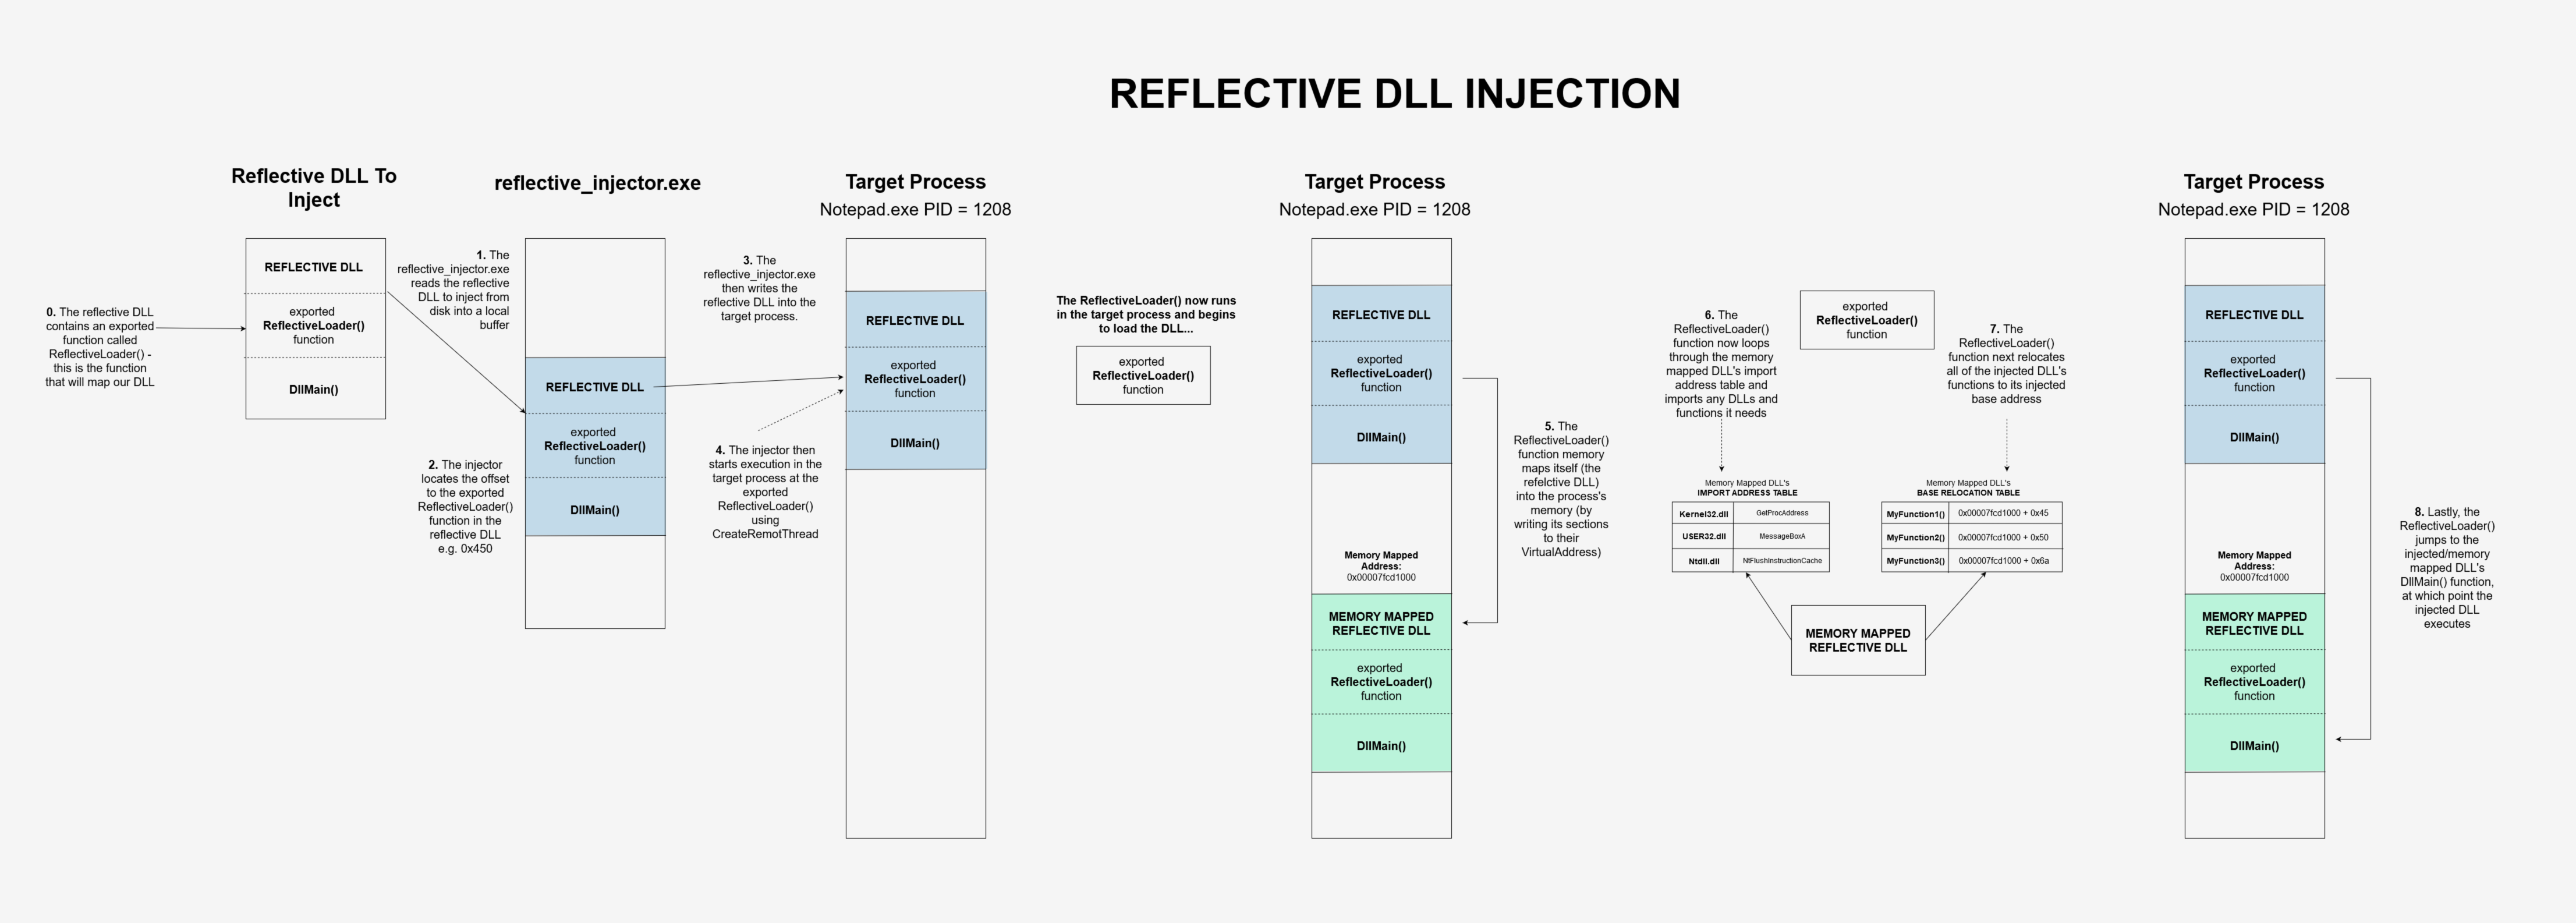 REFLECTIVE DLL INJECTION
Reflective DLL To
Inject
REFLECTIVE DLL
exported
ReflectiveLoader()
function
DllMain()
0. The reflective DLL
contains an exported
function called
ReflectiveLoader() -
this is the function
that will map our DLL
1. The
reflective_injector.exe
reads the reflective
DLL to inject from
disk into a local
buffer
reflective_injector.exe
REFLECTIVE DLL
exported
ReflectiveLoader()
function
DllMain()
2. The injector
locates the offset
to the exported
ReflectiveLoader()
function in the
reflective DLL
e.g. 0x450
3. The
reflective_injector.exe
then writes the
reflective DLL into the
target process.
4. The injector then
starts execution in the
target process at the
exported
ReflectiveLoader()
using
CreateRemotThread
Target Process
Notepad.exe PID = 1208
REFLECTIVE DLL
exported
ReflectiveLoader()
function
DllMain()
The ReflectiveLoader() now runs
in the target process and begins
to load the DLL...
exported
ReflectiveLoader()
function
Target Process
Notepad.exe PID = 1208
REFLECTIVE DLL
exported
ReflectiveLoader()
function
DllMain()
Memory Mapped
Address:
0x00007fcd1000
MEMORY MAPPED
REFLECTIVE DLL
exported
ReflectiveLoader()
function
DllMain()
5. The
ReflectiveLoader()
function memory
maps itself (the
refelctive DLL)
into the process's
memory (by
writing its sections
to their
VirtualAddress)
6. The
ReflectiveLoader()
function now loops
through the memory
mapped DLL's import
address table and
imports any DLLs and
functions it needs
exported
ReflectiveLoader()
function
7. The
ReflectiveLoader()
function next relocates
all of the injected DLL's
functions to its injected
base address
Memory Mapped DLL's
IMPORT ADDRESS TABLE
Kernel32.dll GetProcAddress
USER32.dll MessageBoxA
Ntdll.dll NtFlushInstructionCache
Memory Mapped DLL's
BASE RELOCATION TABLE
MyFunction1() 0x00007fcd1000 + 0x45
MyFunction2() 0x00007fcd1000 + 0x50
MyFunction3() 0x00007fcd1000 + 0x6a
MEMORY MAPPED
REFLECTIVE DLL
Target Process
Notepad.exe PID = 1208
REFLECTIVE DLL
exported
ReflectiveLoader()
function
DllMain()
Memory Mapped
Address:
0x00007fcd1000
MEMORY MAPPED
REFLECTIVE DLL
exported
ReflectiveLoader()
function
DllMain()
8. Lastly, the
ReflectiveLoader()
jumps to the
injected/memory
mapped DLL's
DllMain() function,
at which point the
injected DLL
executes